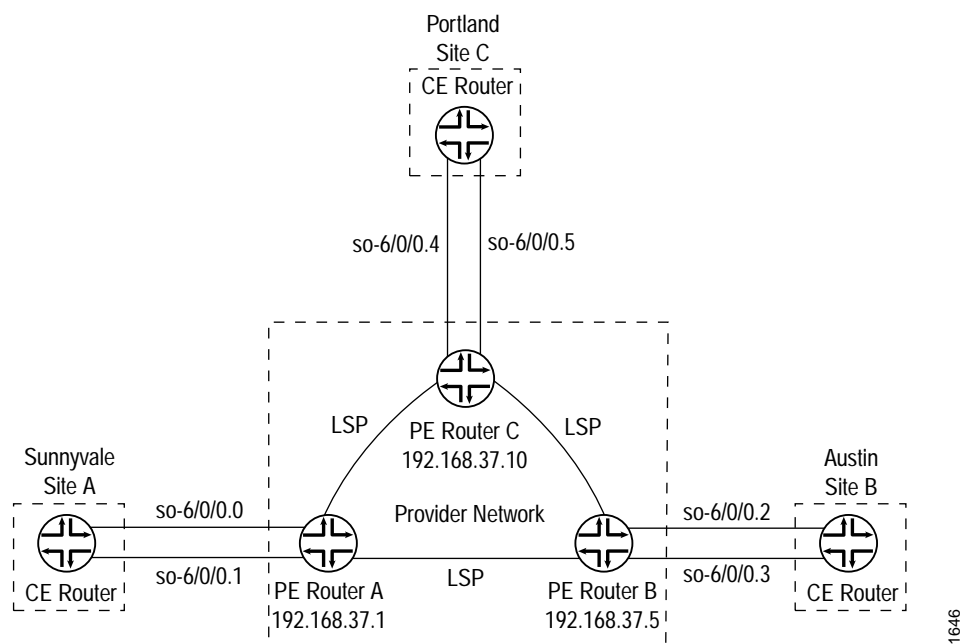 Portland
Site C
CE Router
so-6/0/0.4
so-6/0/0.5
LSP
LSP
PE Router C
192.168.37.10
Sunnyvale
Site A
CE Router
so-6/0/0.0
so-6/0/0.1
Provider Network
PE Router A
192.168.37.1
LSP
PE Router B
192.168.37.5
so-6/0/0.2
so-6/0/0.3
Austin
Site B
CE Router
1646